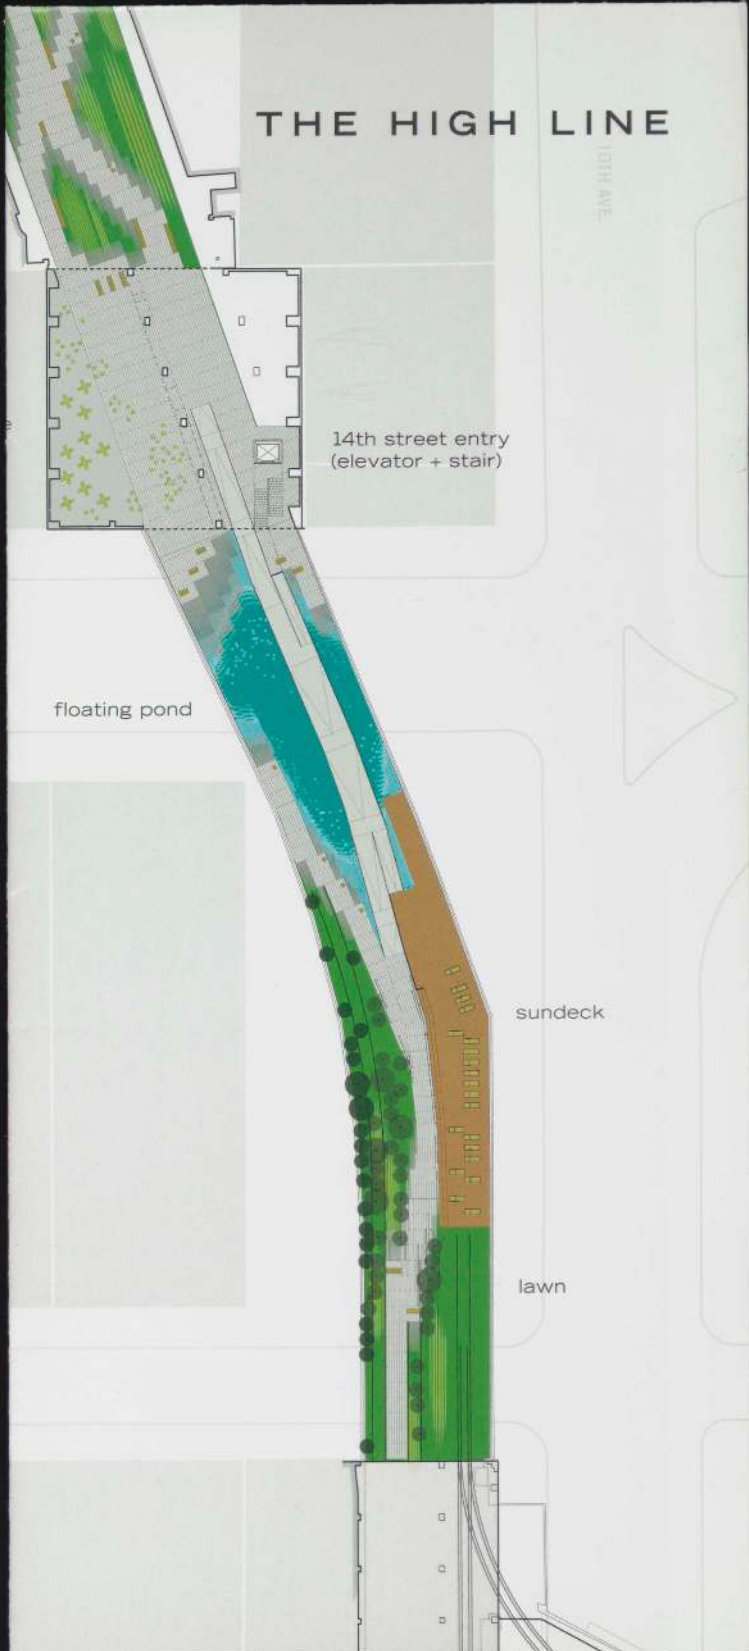 THE HIGH LINE
10TH AVE.
14th street entry
(elevator + stair)
floating pond
sundeck
lawn